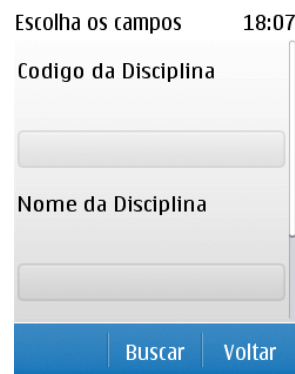 Escolha os campos 18:07
Codigo da Disciplina
Nome da Disciplina
Buscar Voltar